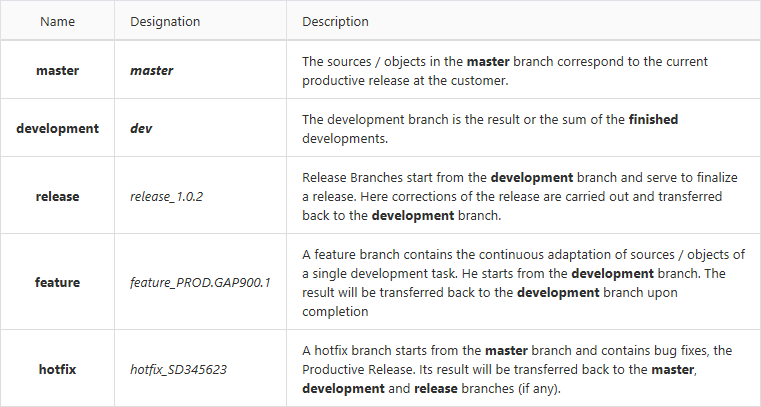 Name Designation Description
master master The sources / objects in the master branch correspond to the current
productive release at the customer.
development dev The development branch is the result or the sum of the finished
developments.
release release_1.0.2 Release Branches start from the development branch and serve to finalize
a release. Here corrections of the release are carried out and transferred
back to the development branch.
feature feature_PROD.GAP900.1 A feature branch contains the continuous adaptation of sources / objects of
a single development task. He starts from the development branch. The
result will be transferred back to the development branch upon
completion
hotfix hotfix_SD345623 A hotfix branch starts from the master branch and contains bug fixes, the
Productive Release. Its result will be transferred back to the master,
development and release branches (if any).